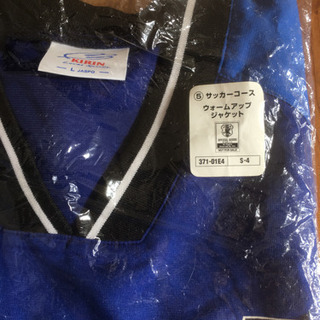 KIRIN
L JASPO
⑤ サッカーコース
ウォームアップ
ジャケット
371-01E4
S-4